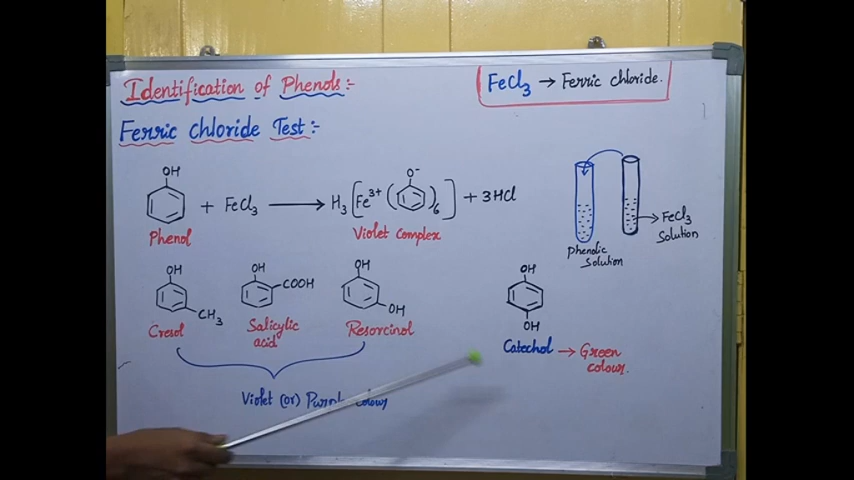 Identification of Phenols:-
FeCl3 → Ferric chloride.
Ferric chloride Test:-
OH
+ FeCl3 → H3[Fe3+(O-)6] + 3HCl
Phenol
Violet Complex
FeCl3 Solution
Phenolic Solution
OH
CH3
Cresol
OH
COOH
Salicylic acid
OH
OH
Resorcinol
OH
OH
Catechol → Green colour.
Violet (or)